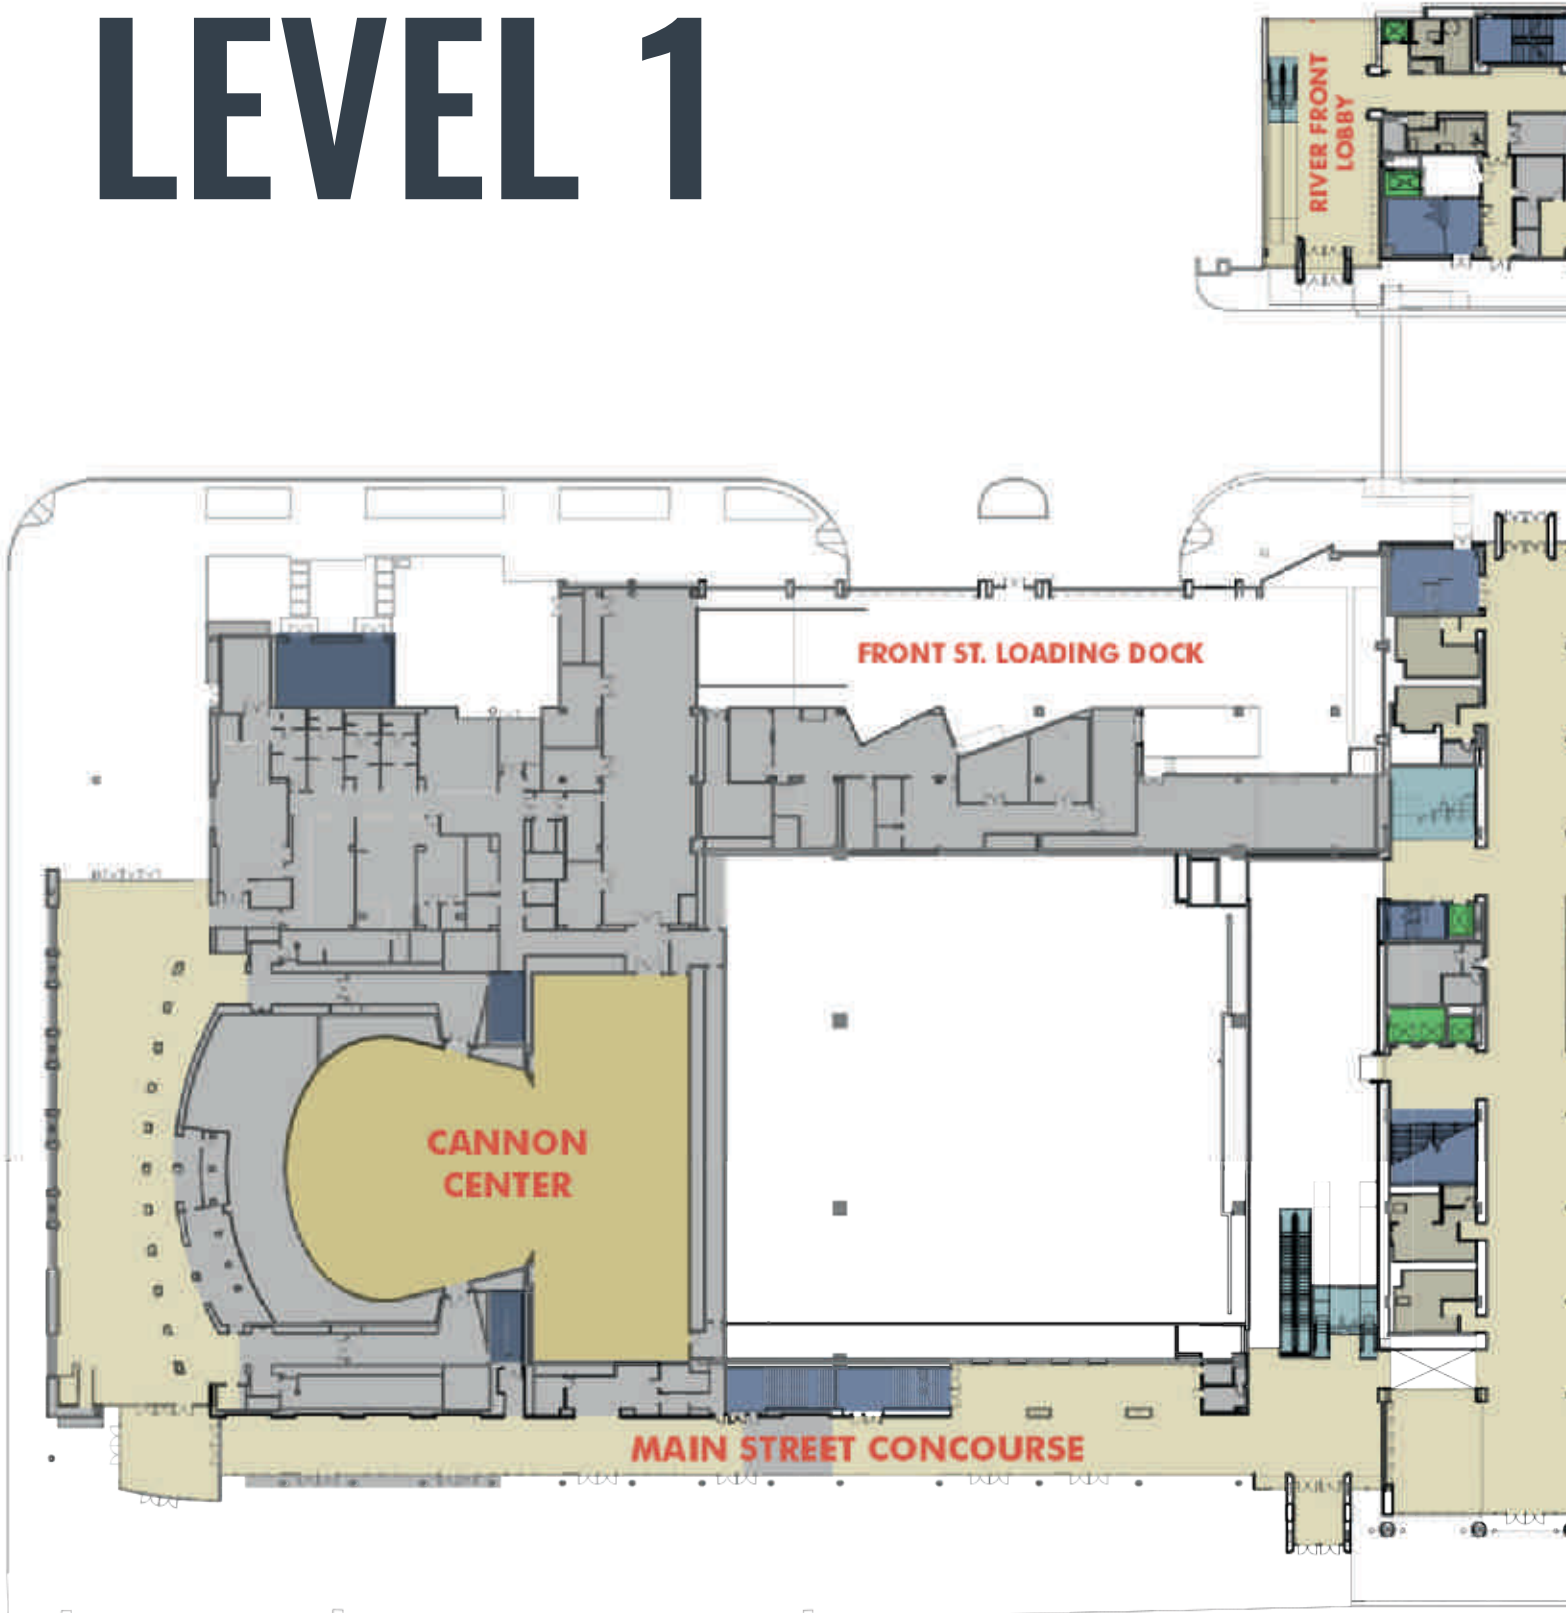 LEVEL 1
RIVER FRONT
LOBBY
FRONT ST. LOADING DOCK
CANNON
CENTER
MAIN STREET CONCOURSE